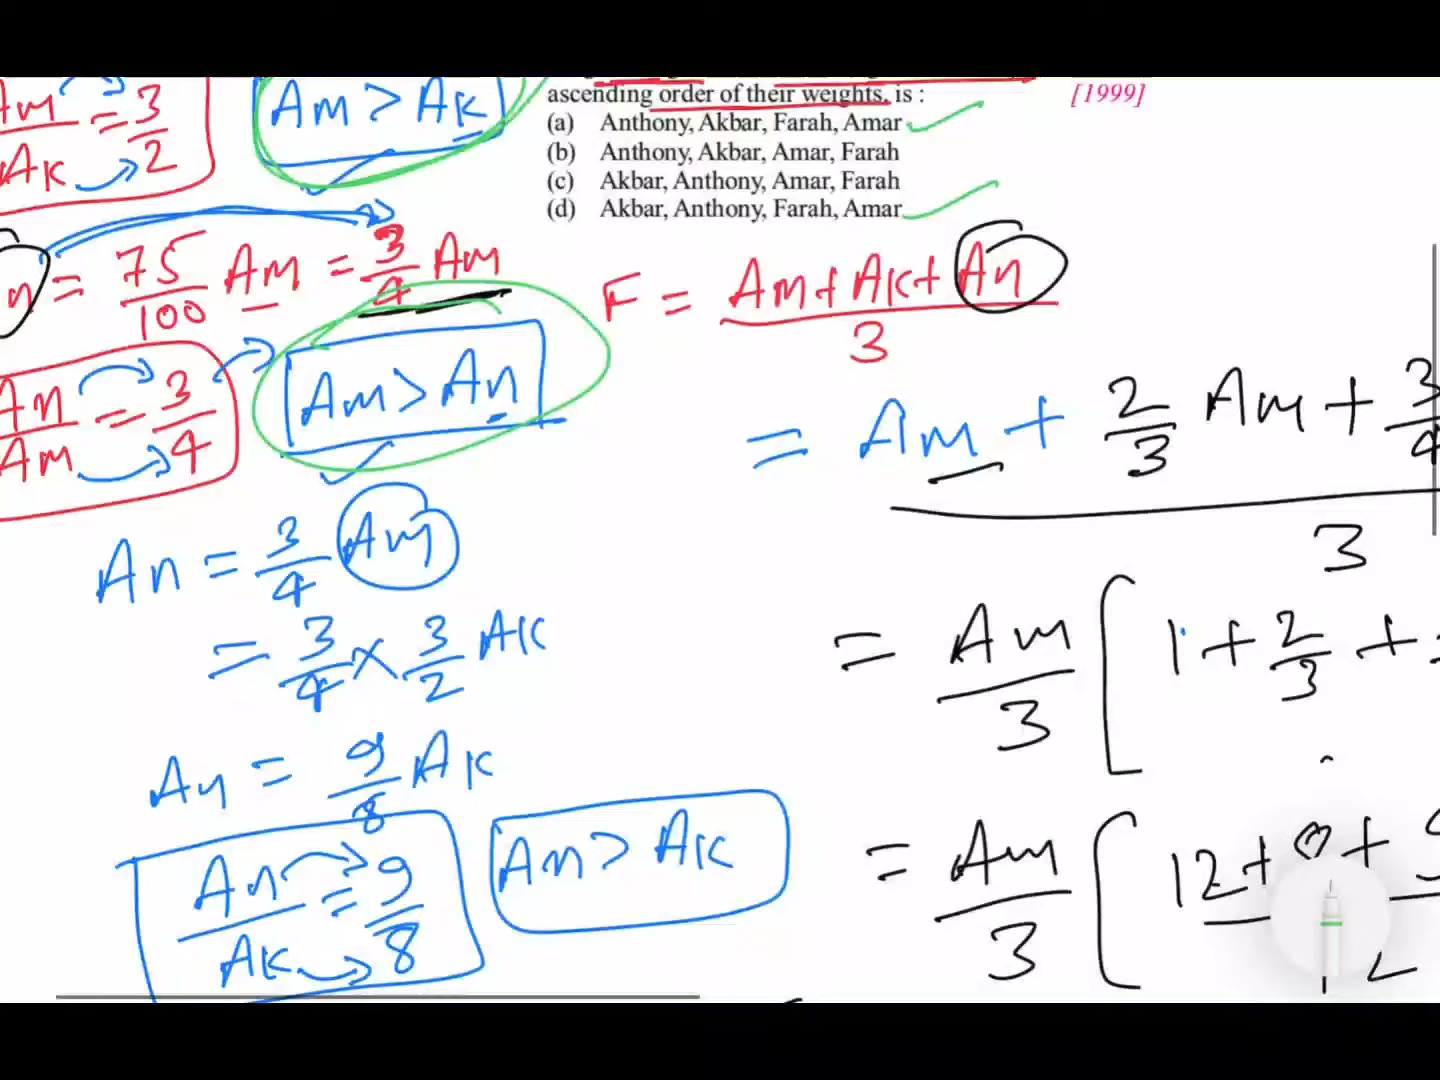 ascending order of their weights, is : [1999]
(a) Anthony, Akbar, Farah, Amar
(b) Anthony, Akbar, Amar, Farah
(c) Akbar, Anthony, Amar, Farah
(d) Akbar, Anthony, Farah, Amar
Am/AK = 3/2
Am > AK
= 75/100 Am = 3/4 Am
An/Am = 3/4
Am > An
An = 3/4 Am
= 3/4 × 3/2 AK
An = 9/8 AK
An/AK = 9/8
An > AK
F = Am + AK + An / 3
= Am + 2/3 Am + 3/4 / 3
= Am/3 [ 1 + 2/3 +
= Am/3 [ 12 + 8 +